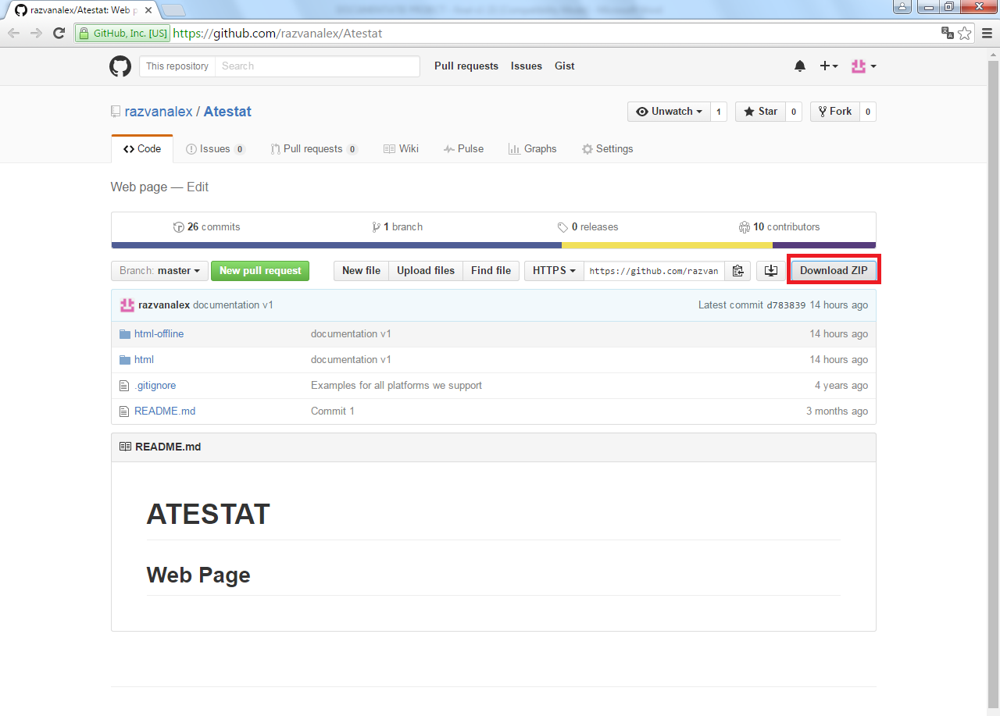 razvanalex/Atestat: Web p
GitHub, Inc. [US] https://github.com/razvanalex/Atestat
This repository Search Pull requests Issues Gist
razvanalex / Atestat Unwatch 1 Star 0 Fork 0
Code Issues 0 Pull requests 0 Wiki Pulse Graphs Settings
Web page — Edit
26 commits 1 branch 0 releases 10 contributors
Branch: master New pull request New file Upload files Find file HTTPS https://github.com/razvan Download ZIP
razvanalex documentation v1 Latest commit d783839 14 hours ago
html-offline documentation v1 14 hours ago
html documentation v1 14 hours ago
.gitignore Examples for all platforms we support 4 years ago
README.md Commit 1 3 months ago
README.md
ATESTAT
Web Page